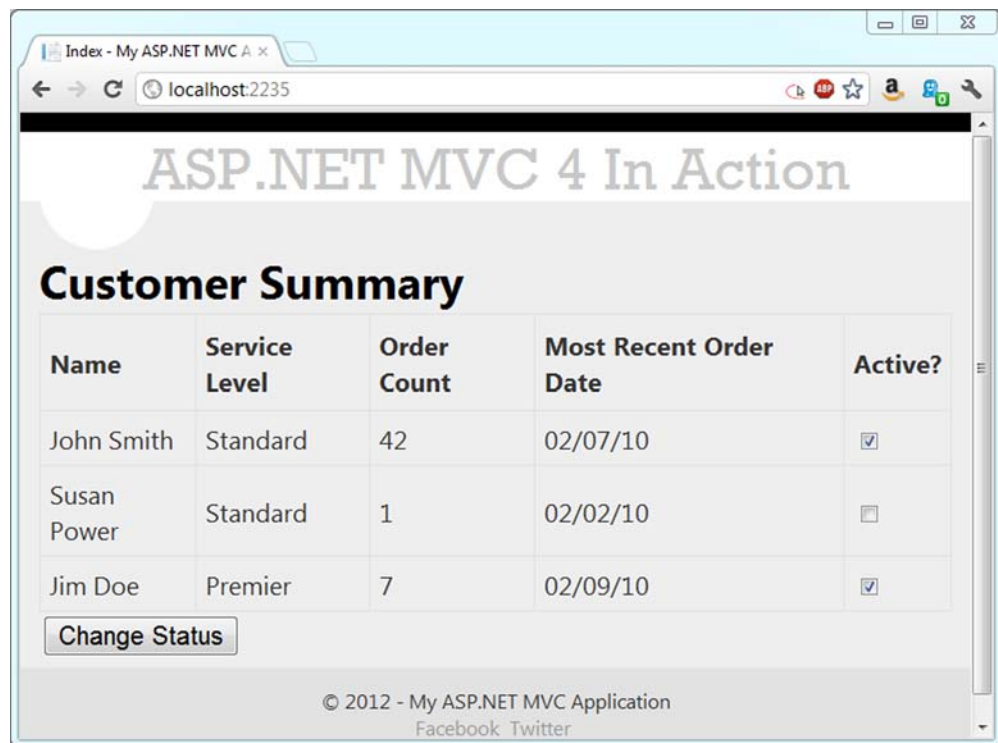 Index - My ASP.NET MVC A
localhost:2235
ABP
a
0
ASP.NET MVC 4 In Action
Customer Summary
Name Service Level Order Count Most Recent Order Date Active?
John Smith Standard 42 02/07/10
Susan Power Standard 1 02/02/10
Jim Doe Premier 7 02/09/10
Change Status
© 2012 - My ASP.NET MVC Application
Facebook Twitter